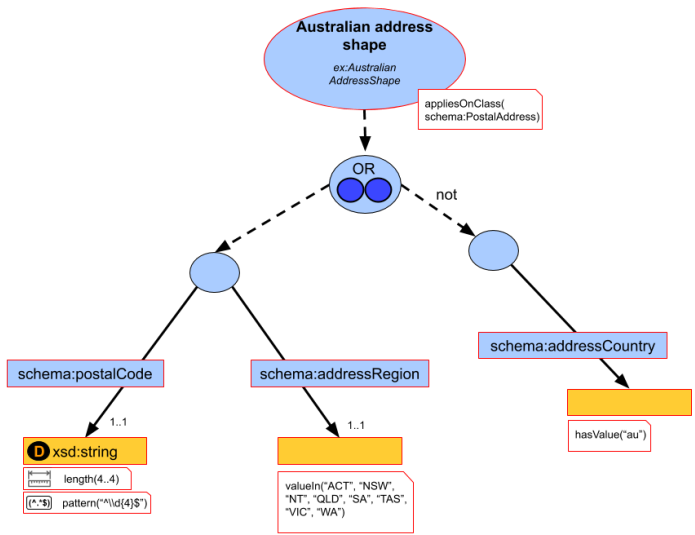 Australian address
shape
ex:Australian
AddressShape
appliesOnClass(
schema:PostalAddress)
OR
not
schema:addressCountry
schema:postalCode
schema:addressRegion
1..1
1..1
D xsd:string
hasValue(“au”)
length(4..4)
(^.*$) pattern(“^\\d{4}$”)
valueIn(“ACT”, “NSW”,
“NT”, “QLD”, “SA”, “TAS”,
“VIC”, “WA”)